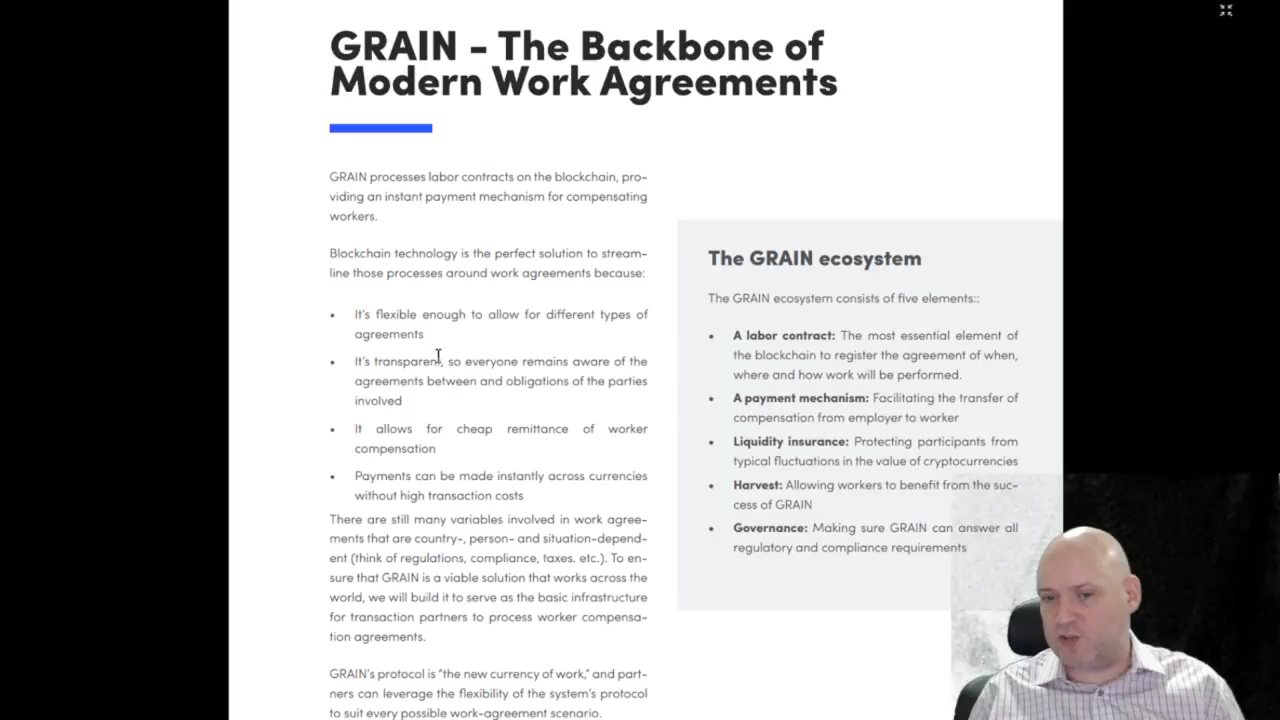 GRAIN - The Backbone of
Modern Work Agreements
GRAIN processes labor contracts on the blockchain, pro-
viding an instant payment mechanism for compensating
workers.
Blockchain technology is the perfect solution to stream-
line those processes around work agreements because:
• It's flexible enough to allow for different types of
agreements
• It's transparent, so everyone remains aware of the
agreements between and obligations of the parties
involved
• It allows for cheap remittance of worker
compensation
• Payments can be made instantly across currencies
without high transaction costs
There are still many variables involved in work agree-
ments that are country-, person- and situation-depend-
ent (think of regulations, compliance, taxes. etc.). To en-
sure that GRAIN is a viable solution that works across the
world, we will build it to serve as the basic infrastructure
for transaction partners to process worker compensa-
tion agreements.
GRAIN's protocol is “the new currency of work,” and part-
ners can leverage the flexibility of the system's protocol
to suit every possible work-agreement scenario.
The GRAIN ecosystem
The GRAIN ecosystem consists of five elements::
• A labor contract: The most essential element of
the blockchain to register the agreement of when,
where and how work will be performed.
• A payment mechanism: Facilitating the transfer of
compensation from employer to worker
• Liquidity insurance: Protecting participants from
typical fluctuations in the value of cryptocurrencies
• Harvest: Allowing workers to benefit from the suc-
cess of GRAIN
• Governance: Making sure GRAIN can answer all
regulatory and compliance requirements